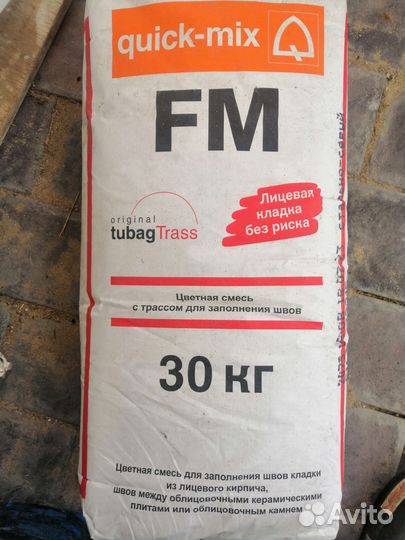 quick-mix
FM
original
tubagTrass
Лицевая
кладка
без риска
Цветная смесь
с трассом для заполнения швов
30 кг
Цветная смесь для заполнения швов кладки
из лицевого кирпича,
швов между облицовочными керамическими
плитами или облицовочным камнем
Avito